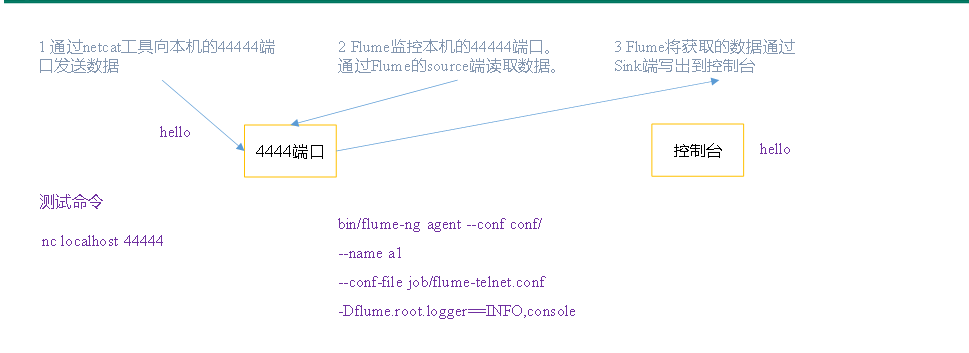 1 通过netcat工具向本机的44444端
口发送数据
2 Flume监控本机的44444端口。
通过Flume的source端读取数据。
3 Flume将获取的数据通过
Sink端写出到控制台
hello
4444端口
控制台
hello
测试命令
nc localhost 44444
bin/flume-ng agent --conf conf/
--name a1
--conf-file job/flume-telnet.conf
-Dflume.root.logger==INFO,console